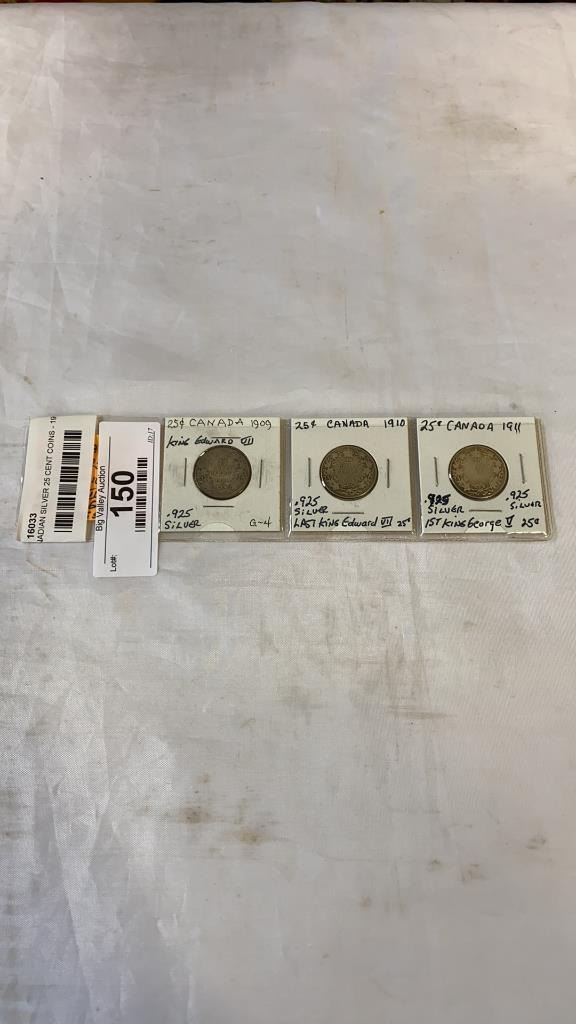 16033
ADIAN SILVER 25 CENT COINS - 19
Lot#:
Big Valley Auction
150
25¢ CANADA 1909
KING EDWARD VII
.925
SILVER
G-4
25¢ CANADA 1910
.925
SILVER
LAST KING Edward VII 25¢
25¢ CANADA 1911
.925
SILVER
.925
SILVER
1ST KING George V 25¢